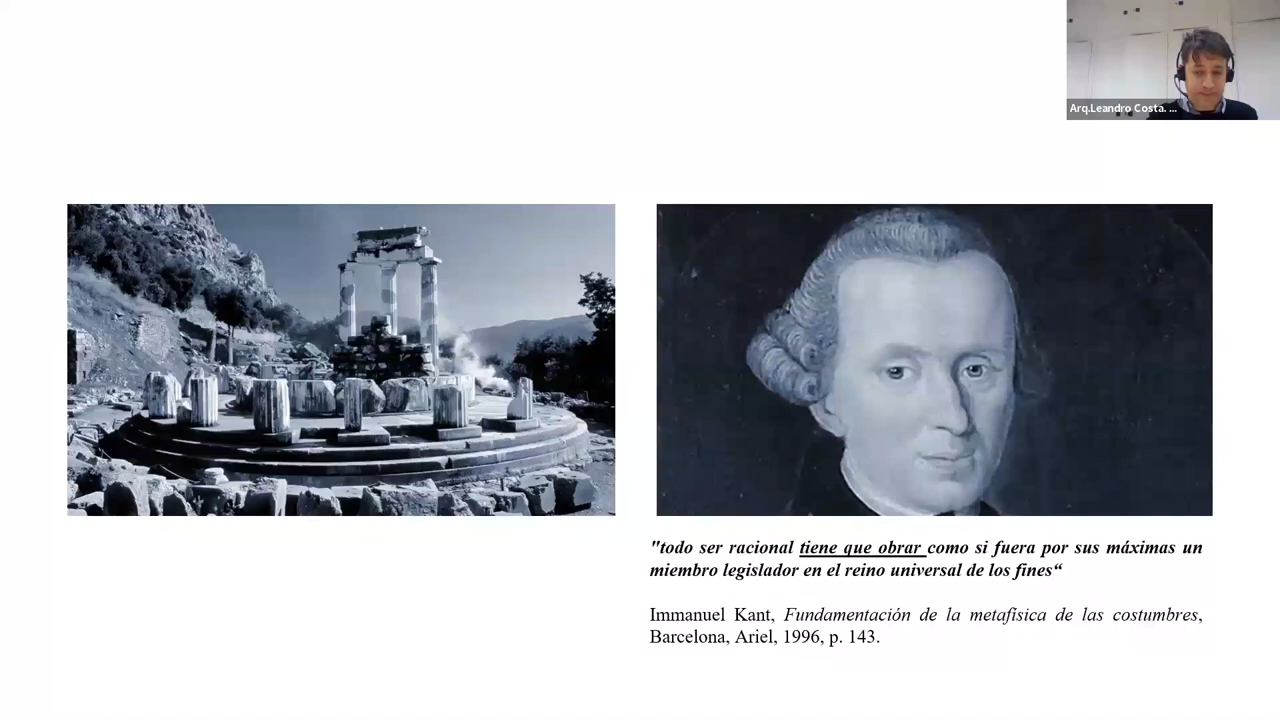 Arq.Leandro Costa. ...
"todo ser racional tiene que obrar como si fuera por sus máximas un
miembro legislador en el reino universal de los fines“
Immanuel Kant, Fundamentación de la metafísica de las costumbres,
Barcelona, Ariel, 1996, p. 143.